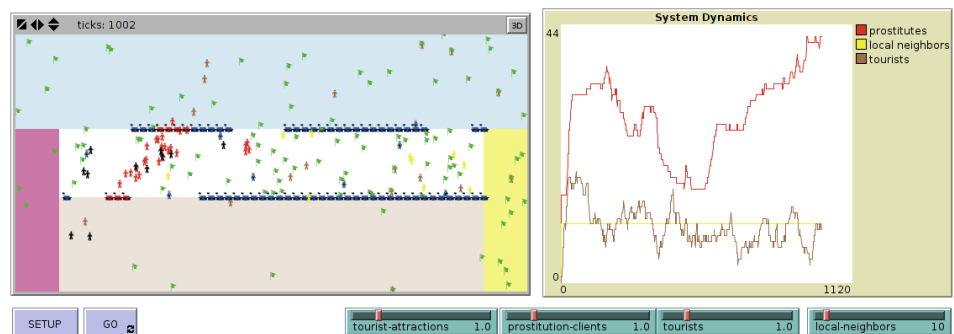 ticks: 1002
3D
System Dynamics
44
0
0
1120
prostitutes
local neighbors
tourists
SETUP
GO
tourist-attractions 1.0
prostitution-clients 1.0
tourists 1.0
local-neighbors 10